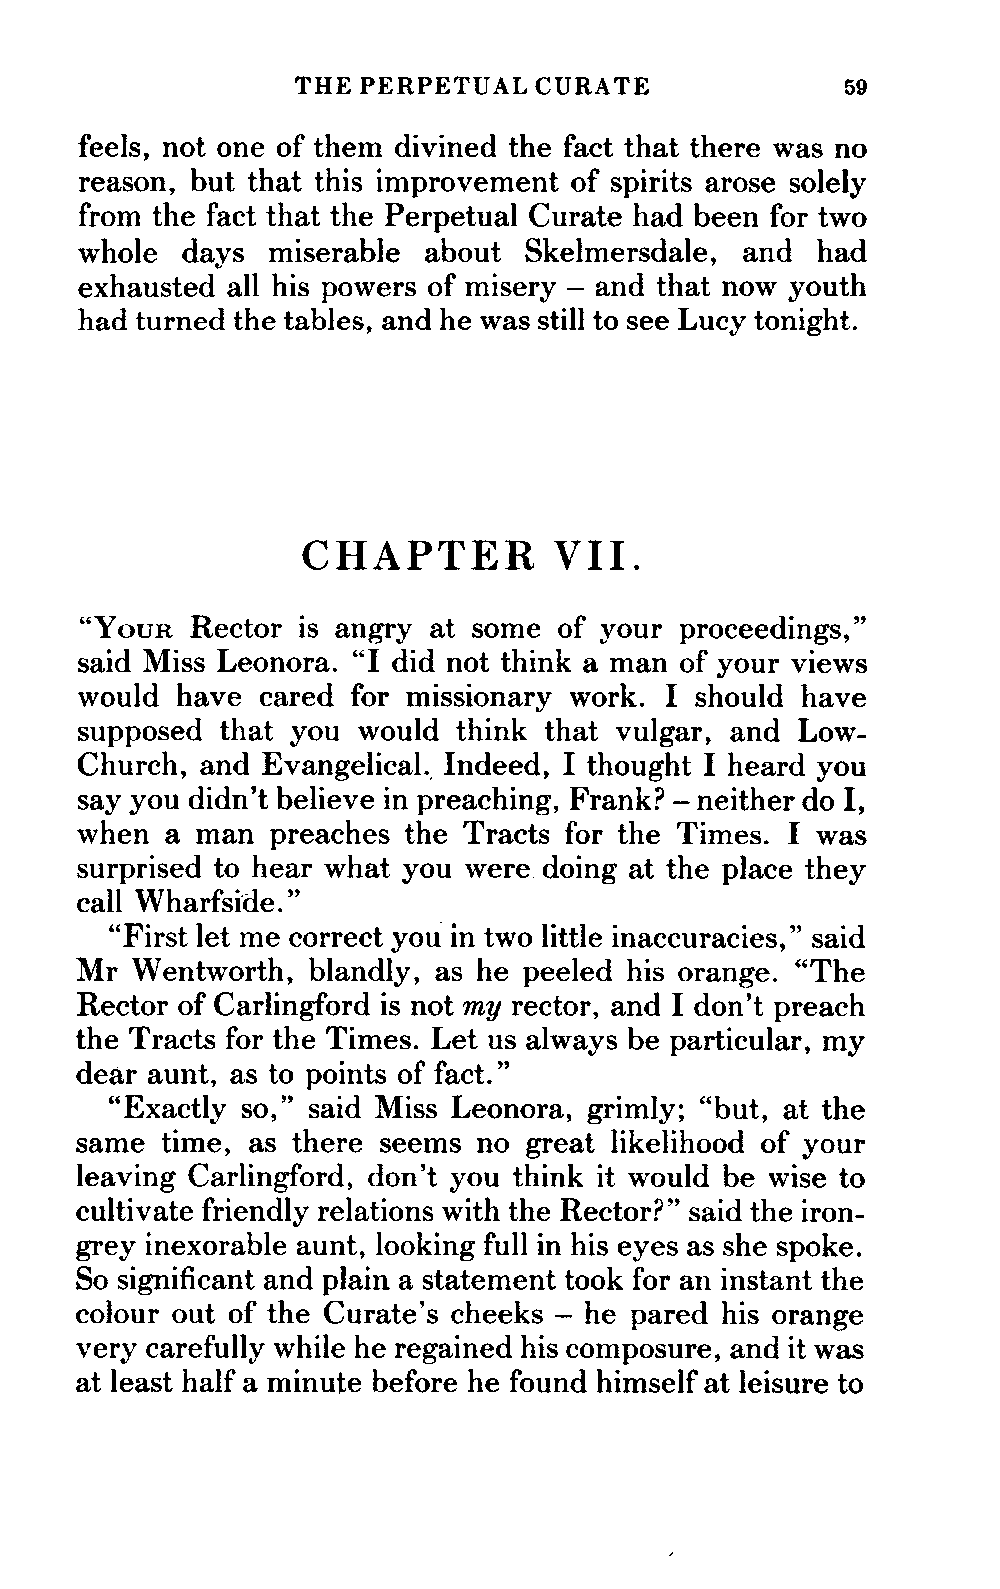 THE PERPETUAL CURATE 59
feels, not one of them divined the fact that there was no
reason, but that this improvement of spirits arose solely
from the fact that the Perpetual Curate had been for two
whole days miserable about Skelmersdale, and had
exhausted all his powers of misery – and that now youth
had turned the tables, and he was still to see Lucy tonight.
CHAPTER VII.
“YOUR Rector is angry at some of your proceedings,”
said Miss Leonora. “I did not think a man of your views
would have cared for missionary work. I should have
supposed that you would think that vulgar, and Low-
Church, and Evangelical. Indeed, I thought I heard you
say you didn’t believe in preaching, Frank? – neither do I,
when a man preaches the Tracts for the Times. I was
surprised to hear what you were doing at the place they
call Wharfside.”
“First let me correct you in two little inaccuracies,” said
Mr Wentworth, blandly, as he peeled his orange. “The
Rector of Carlingford is not my rector, and I don’t preach
the Tracts for the Times. Let us always be particular, my
dear aunt, as to points of fact.”
“Exactly so,” said Miss Leonora, grimly; “but, at the
same time, as there seems no great likelihood of your
leaving Carlingford, don’t you think it would be wise to
cultivate friendly relations with the Rector?” said the iron-
grey inexorable aunt, looking full in his eyes as she spoke.
So significant and plain a statement took for an instant the
colour out of the Curate’s cheeks – he pared his orange
very carefully while he regained his composure, and it was
at least half a minute before he found himself at leisure to